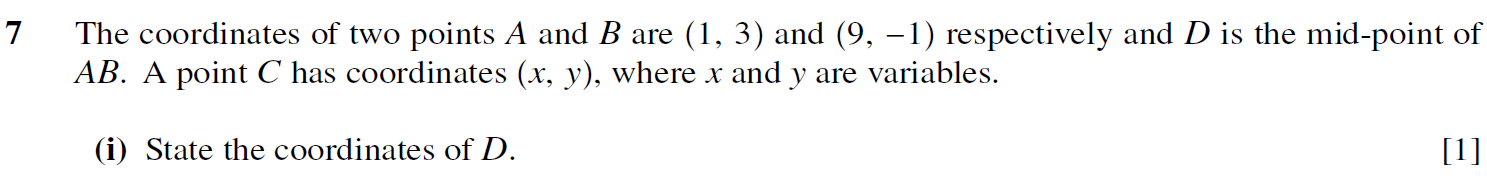 7 The coordinates of two points A and B are (1, 3) and (9, −1) respectively and D is the mid-point of
AB. A point C has coordinates (x, y), where x and y are variables.
(i) State the coordinates of D. [1]